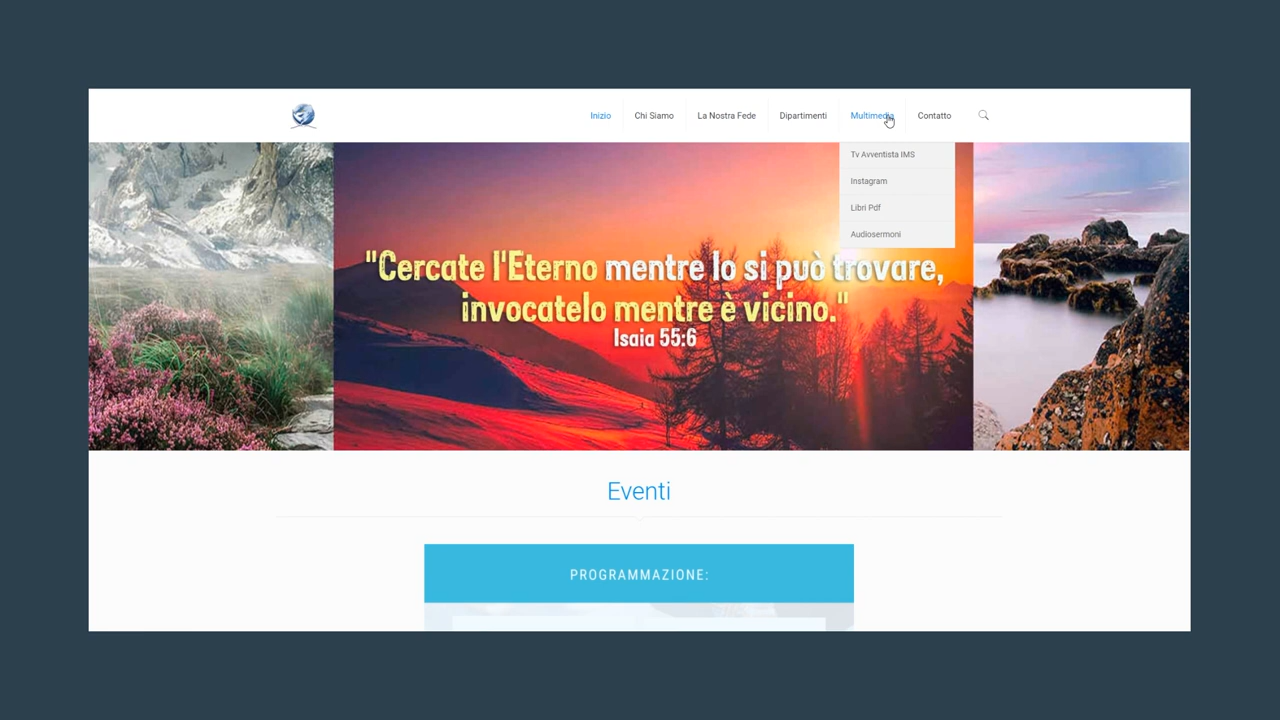 Inizio
Chi Siamo
La Nostra Fede
Dipartimenti
Multimedia
Contatto
Tv Avventista IMS
Instagram
Libri Pdf
Audiosermoni
"Cercate l'Eterno mentre lo si può trovare,
invocatelo mentre è vicino."
Isaia 55:6
Eventi
PROGRAMMAZIONE: